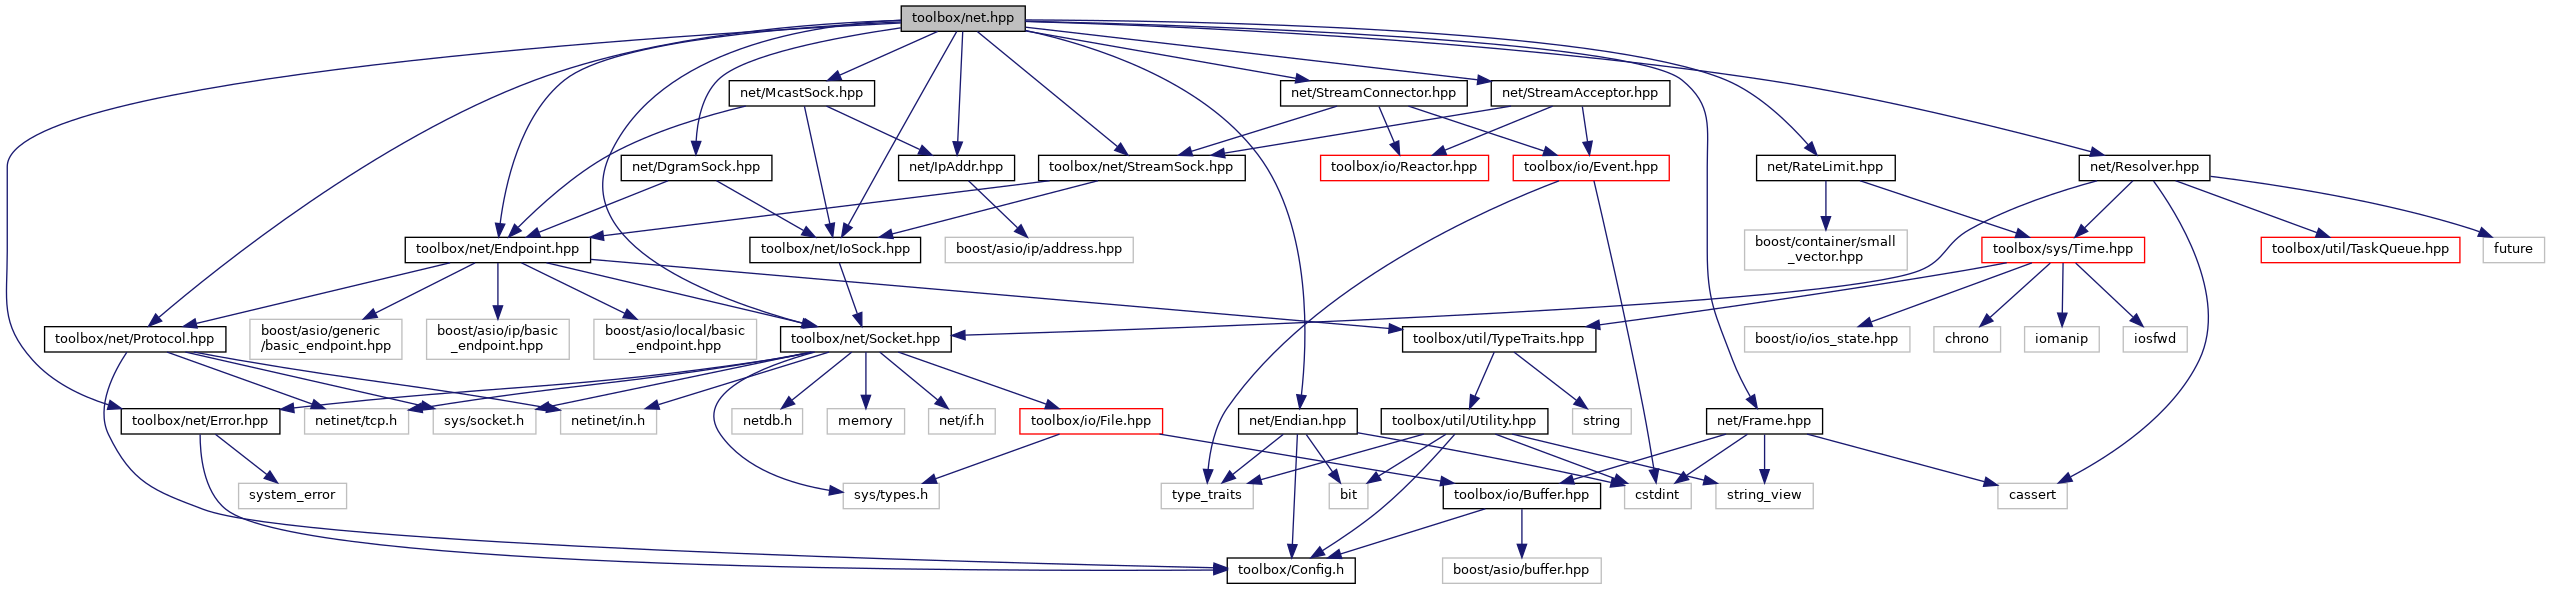 toolbox/net.hpp
net/McastSock.hpp
net/StreamConnector.hpp
net/StreamAcceptor.hpp
net/DgramSock.hpp
net/IpAddr.hpp
toolbox/net/StreamSock.hpp
toolbox/io/Reactor.hpp
toolbox/io/Event.hpp
net/RateLimit.hpp
net/Resolver.hpp
toolbox/net/Endpoint.hpp
toolbox/net/IoSock.hpp
boost/asio/ip/address.hpp
boost/container/small
_vector.hpp
toolbox/sys/Time.hpp
toolbox/util/TaskQueue.hpp
future
toolbox/net/Protocol.hpp
boost/asio/generic
/basic_endpoint.hpp
boost/asio/ip/basic
_endpoint.hpp
boost/asio/local/basic
_endpoint.hpp
toolbox/net/Socket.hpp
toolbox/util/TypeTraits.hpp
boost/io/ios_state.hpp
chrono
iomanip
iosfwd
toolbox/net/Error.hpp
netinet/tcp.h
sys/socket.h
netinet/in.h
netdb.h
memory
net/if.h
toolbox/io/File.hpp
net/Endian.hpp
toolbox/util/Utility.hpp
string
net/Frame.hpp
system_error
sys/types.h
type_traits
bit
toolbox/io/Buffer.hpp
cstdint
string_view
cassert
toolbox/Config.h
boost/asio/buffer.hpp